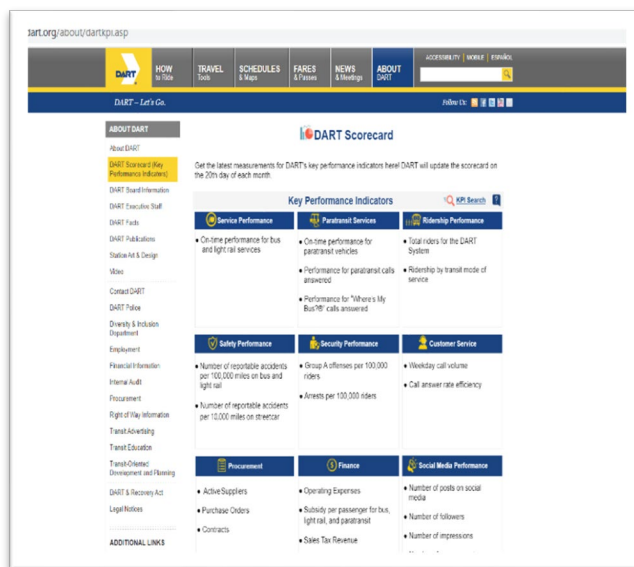 dart.org/about/dartkpi.asp
ACCESSIBILITY | MOBILE | ESPAÑOL
DART
HOW
to Ride
TRAVEL
Tools
SCHEDULES
& Maps
FARES
& Passes
NEWS
& Meetings
ABOUT
DART
DART – Let's Go.
Follow Us:
ABOUT DART
About DART
DART Scorecard (Key
Performance Indicators)
DART Board Information
DART Executive Staff
DART Facts
DART Publications
Station Art & Design
Video
Contact DART
DART Police
Diversity & Inclusion
Department
Employment
Financial Information
Internal Audit
Procurement
Right of Way Information
Transit Advertising
Transit Education
Transit-Oriented
Development and Planning
DART & Recovery Act
Legal Notices
ADDITIONAL LINKS
DART Scorecard
Get the latest measurements for DART's key performance indicators here! DART will update the scorecard on
the 20th day of each month.
Key Performance Indicators
KPI Search ?
Service Performance
• On-time performance for bus
and light rail services
Paratransit Services
• On-time performance for
paratransit vehicles
• Performance for paratransit calls
answered
• Performance for "Where's My
Bus?®" calls answered
Ridership Performance
• Total riders for the DART
System
• Ridership by transit mode of
service
Safety Performance
• Number of reportable accidents
per 100,000 miles on bus and
light rail
• Number of reportable accidents
per 10,000 miles on streetcar
Security Performance
• Group A offenses per 100,000
riders
• Arrests per 100,000 riders
Customer Service
• Weekday call volume
• Call answer rate efficiency
Procurement
• Active Suppliers
• Purchase Orders
• Contracts
Finance
• Operating Expenses
• Subsidy per passenger for bus,
light rail, and paratransit
• Sales Tax Revenue
Social Media Performance
• Number of posts on social
media
• Number of followers
• Number of impressions